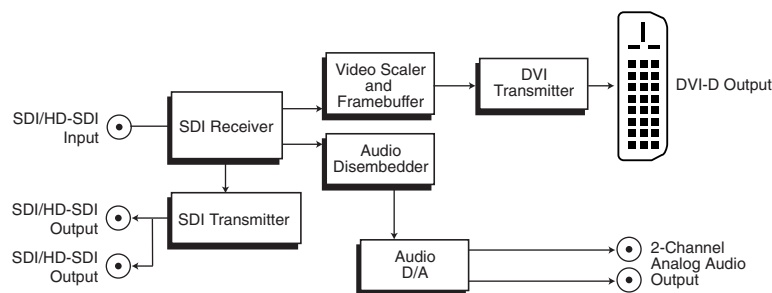 Video Scaler
and
Framebuffer
DVI
Transmitter
DVI-D Output
SDI/HD-SDI
Input
SDI Receiver
Audio
Disembedder
SDI/HD-SDI
Output
SDI Transmitter
SDI/HD-SDI
Output
Audio
D/A
2-Channel
Analog Audio
Output